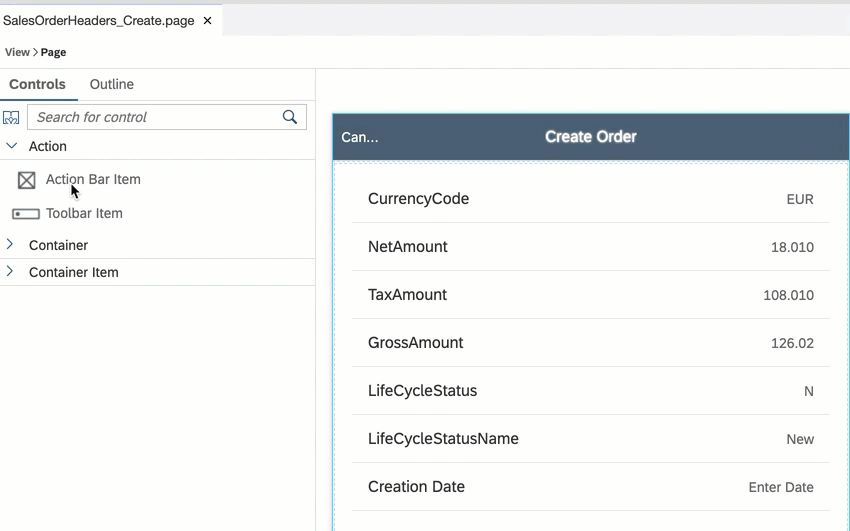 SalesOrderHeaders_Create.page ×
View > Page
Controls Outline
Search for control
Action
Action Bar Item
Toolbar Item
Container
Container Item
Can... Create Order
CurrencyCode EUR
NetAmount 18.010
TaxAmount 108.010
GrossAmount 126.02
LifeCycleStatus N
LifeCycleStatusName New
Creation Date Enter Date